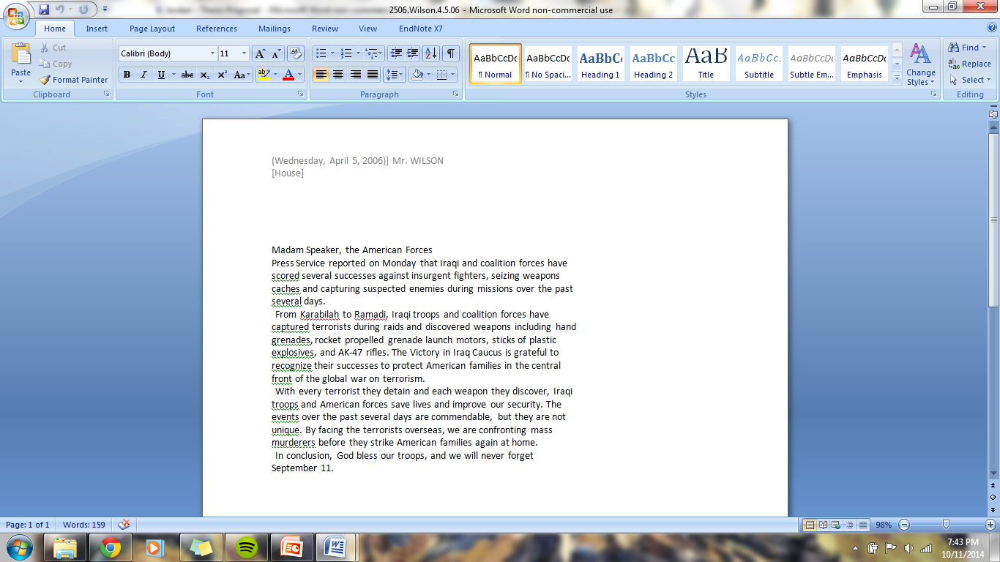 2506.Wilson.4.5.06 - Microsoft Word non-commercial use
Home Insert Page Layout References Mailings Review View EndNote X7
Paste
Cut
Copy
Format Painter
Clipboard
Calibri (Body) 11
Font
Paragraph
AaBbCcDc AaBbCcDc AaBbC AaBbCc AaB AaBbCc. AaBbCcDc AaBbCcDc
¶ Normal ¶ No Spaci... Heading 1 Heading 2 Title Subtitle Subtle Em... Emphasis
Change Styles
Styles
Find
Replace
Select
Editing
(Wednesday, April 5, 2006)] Mr. WILSON
[House]
Madam Speaker, the American Forces
Press Service reported on Monday that Iraqi and coalition forces have
scored several successes against insurgent fighters, seizing weapons
caches and capturing suspected enemies during missions over the past
several days.
From Karabilah to Ramadi, Iraqi troops and coalition forces have
captured terrorists during raids and discovered weapons including hand
grenades, rocket propelled grenade launch motors, sticks of plastic
explosives, and AK-47 rifles. The Victory in Iraq Caucus is grateful to
recognize their successes to protect American families in the central
front of the global war on terrorism.
With every terrorist they detain and each weapon they discover, Iraqi
troops and American forces save lives and improve our security. The
events over the past several days are commendable, but they are not
unique. By facing the terrorists overseas, we are confronting mass
murderers before they strike American families again at home.
In conclusion, God bless our troops, and we will never forget
September 11.
Page: 1 of 1 Words: 159 98%
7:43 PM
10/11/2014